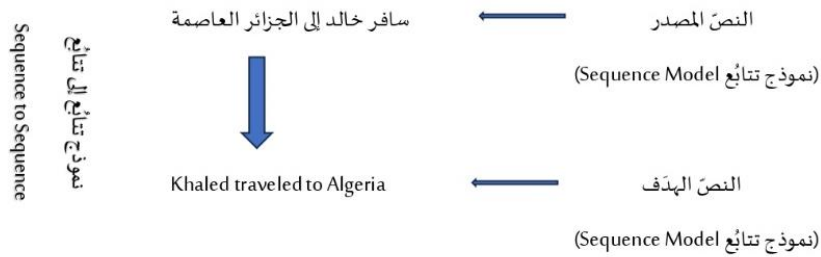 النصّ المصدر
سافر خالد إلى الجزائر العاصمة
(نموذج تتابُع Sequence Model)
النصّ الهدَف
Khaled traveled to Algeria
(نموذج تتابُع Sequence Model)
نموذج تتابُع إلى تتابُع
Sequence to Sequence